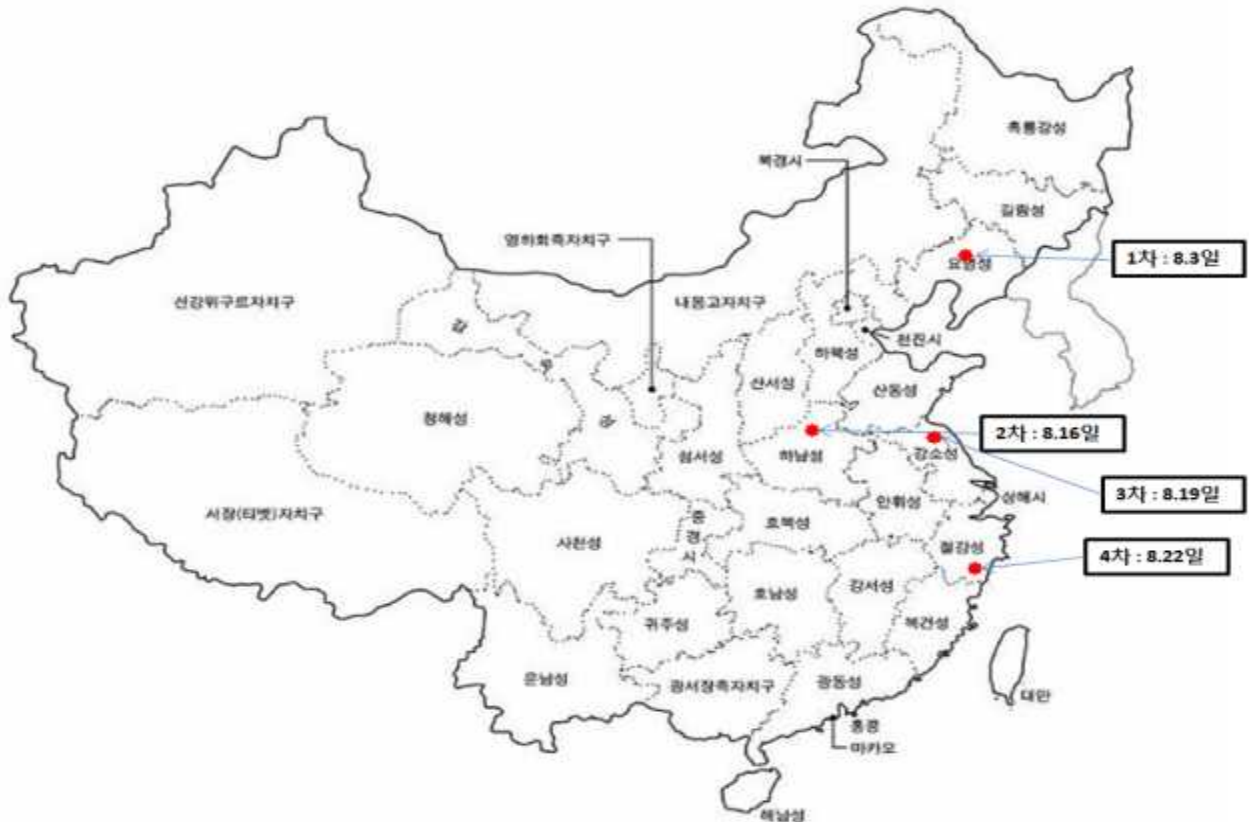 흑룡강성
북경시
길림성
영하회족자치구
1차 : 8.3일
요녕성
신강위구르자치구
내몽고자치구
감
숙
성
천진시
하북성
산서성
산동성
청해성
2차 : 8.16일
섬서성
하남성
강소성
3차 : 8.19일
안휘성
상해시
서장(티벳)자치구
중
경
시
호북성
사천성
절강성
4차 : 8.22일
호남성
강서성
귀주성
복건성
운남성
광서장족자치구
광동성
대만
홍콩
마카오
해남성